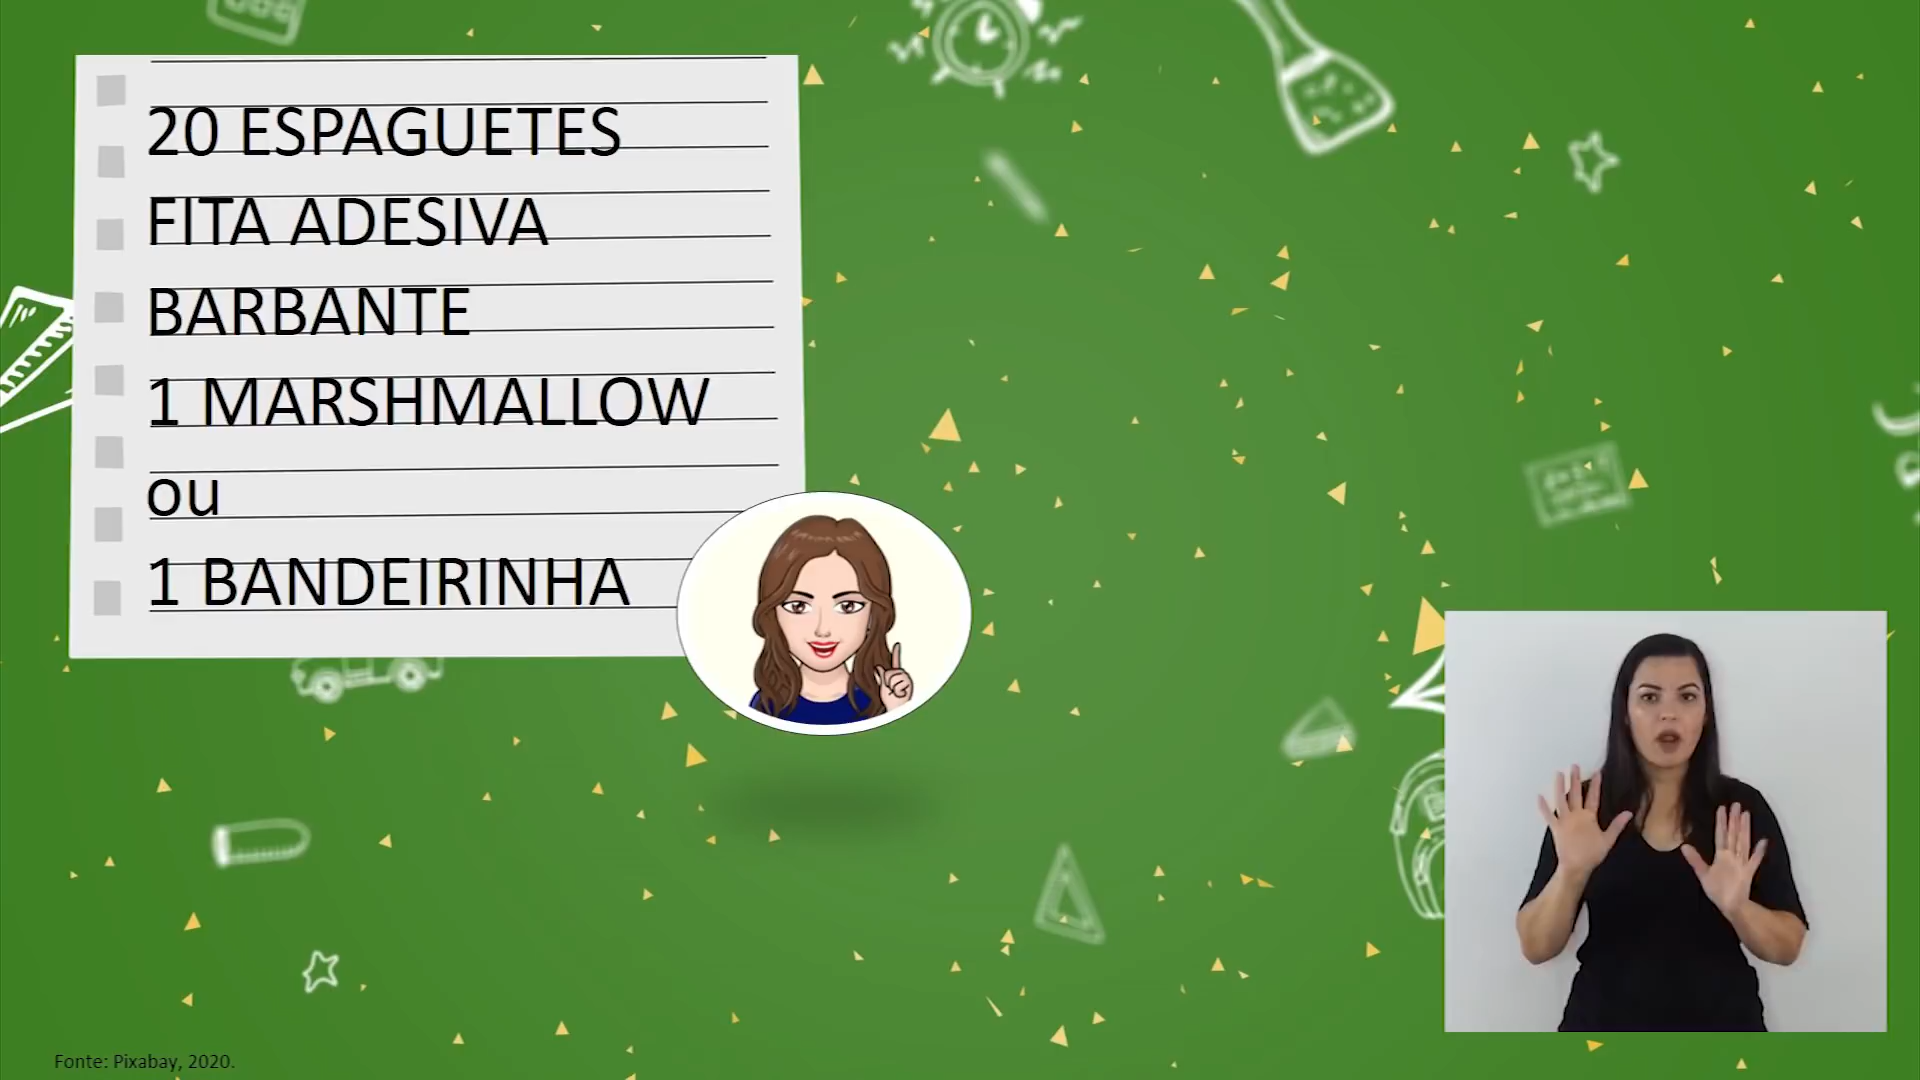 20 ESPAGUETES
FITA ADESIVA
BARBANTE
1 MARSHMALLOW
ou
1 BANDEIRINHA
Fonte: Pixabay, 2020.